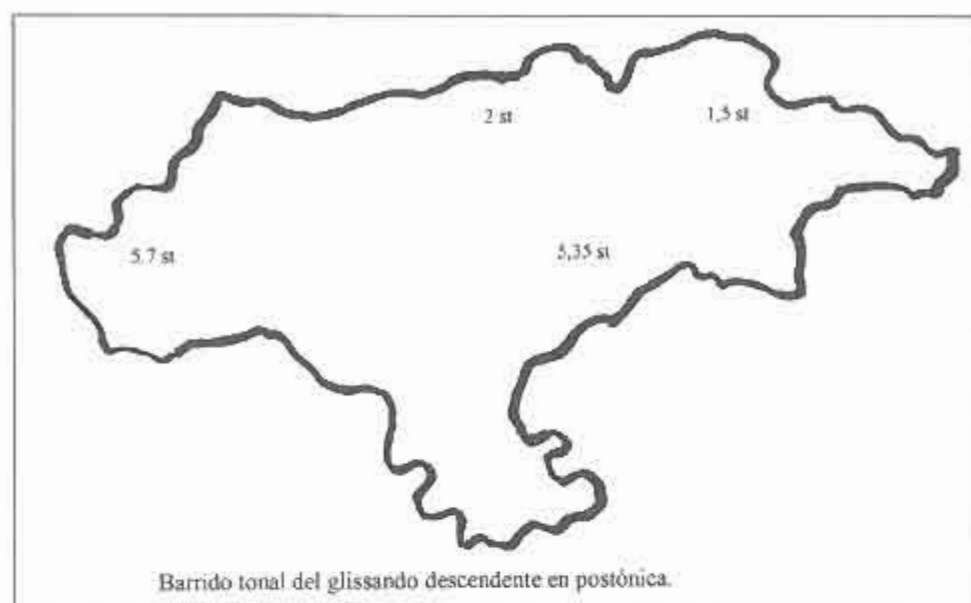 2 st
1,5 st
5,7 st
5,35 st
Barrido tonal del glissando descendente en postónica.